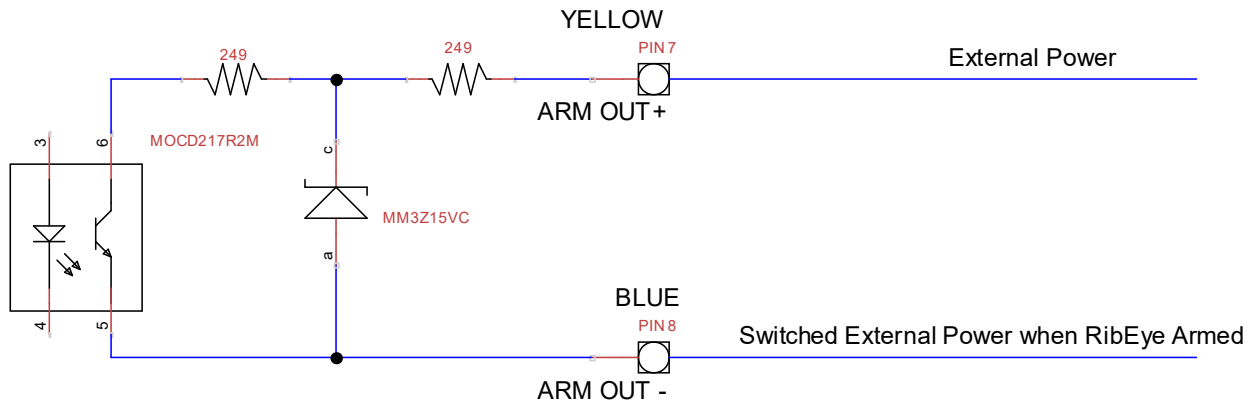 YELLOW
PIN 7
249
249
External Power
ARM OUT+
3
6
MOCD217R2M
c
MM3Z15VC
a
BLUE
PIN 8
4
5
Switched External Power when RibEye Armed
ARM OUT -